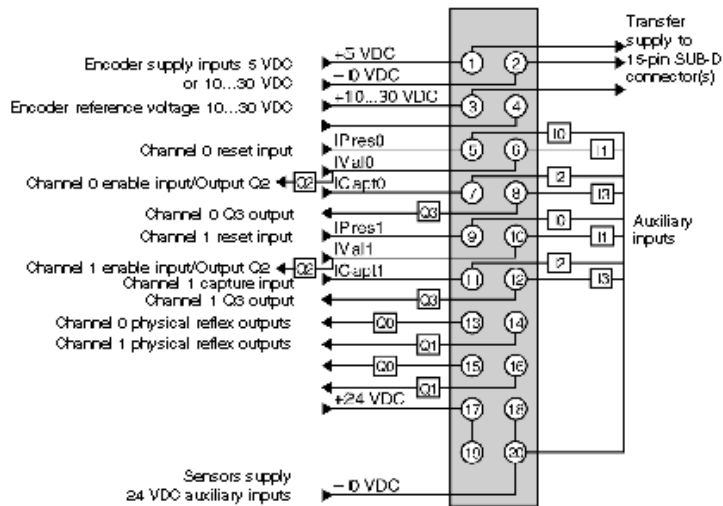 Transfer
supply to
15-pin SUB-D
connector(s)
+5 VDC
1
2
Encoder supply inputs 5 VDC
or 10...30 VDC
–|0 VDC
+10...30 VDC
Encoder reference voltage 10...30 VDC
3
4
I0
IPres0
Channel 0 reset input
5
6
I1
IVal0
Channel 0 enable input/Output Q2
Q2
ICapt0
I2
7
8
I3
Channel 0 Q3 output
Q3
IPres1
I0
Channel 1 reset input
9
10
I1
Auxiliary
inputs
IVal1
Channel 1 enable input/Output Q2
Q2
ICapt1
I2
Channel 1 capture input
11
12
I3
Channel 1 Q3 output
Q3
Channel 0 physical reflex outputs
Q0
13
14
Channel 1 physical reflex outputs
Q1
Q0
15
16
Q1
+24 VDC
17
18
19
20
Sensors supply
24 VDC auxiliary inputs
–|0 VDC